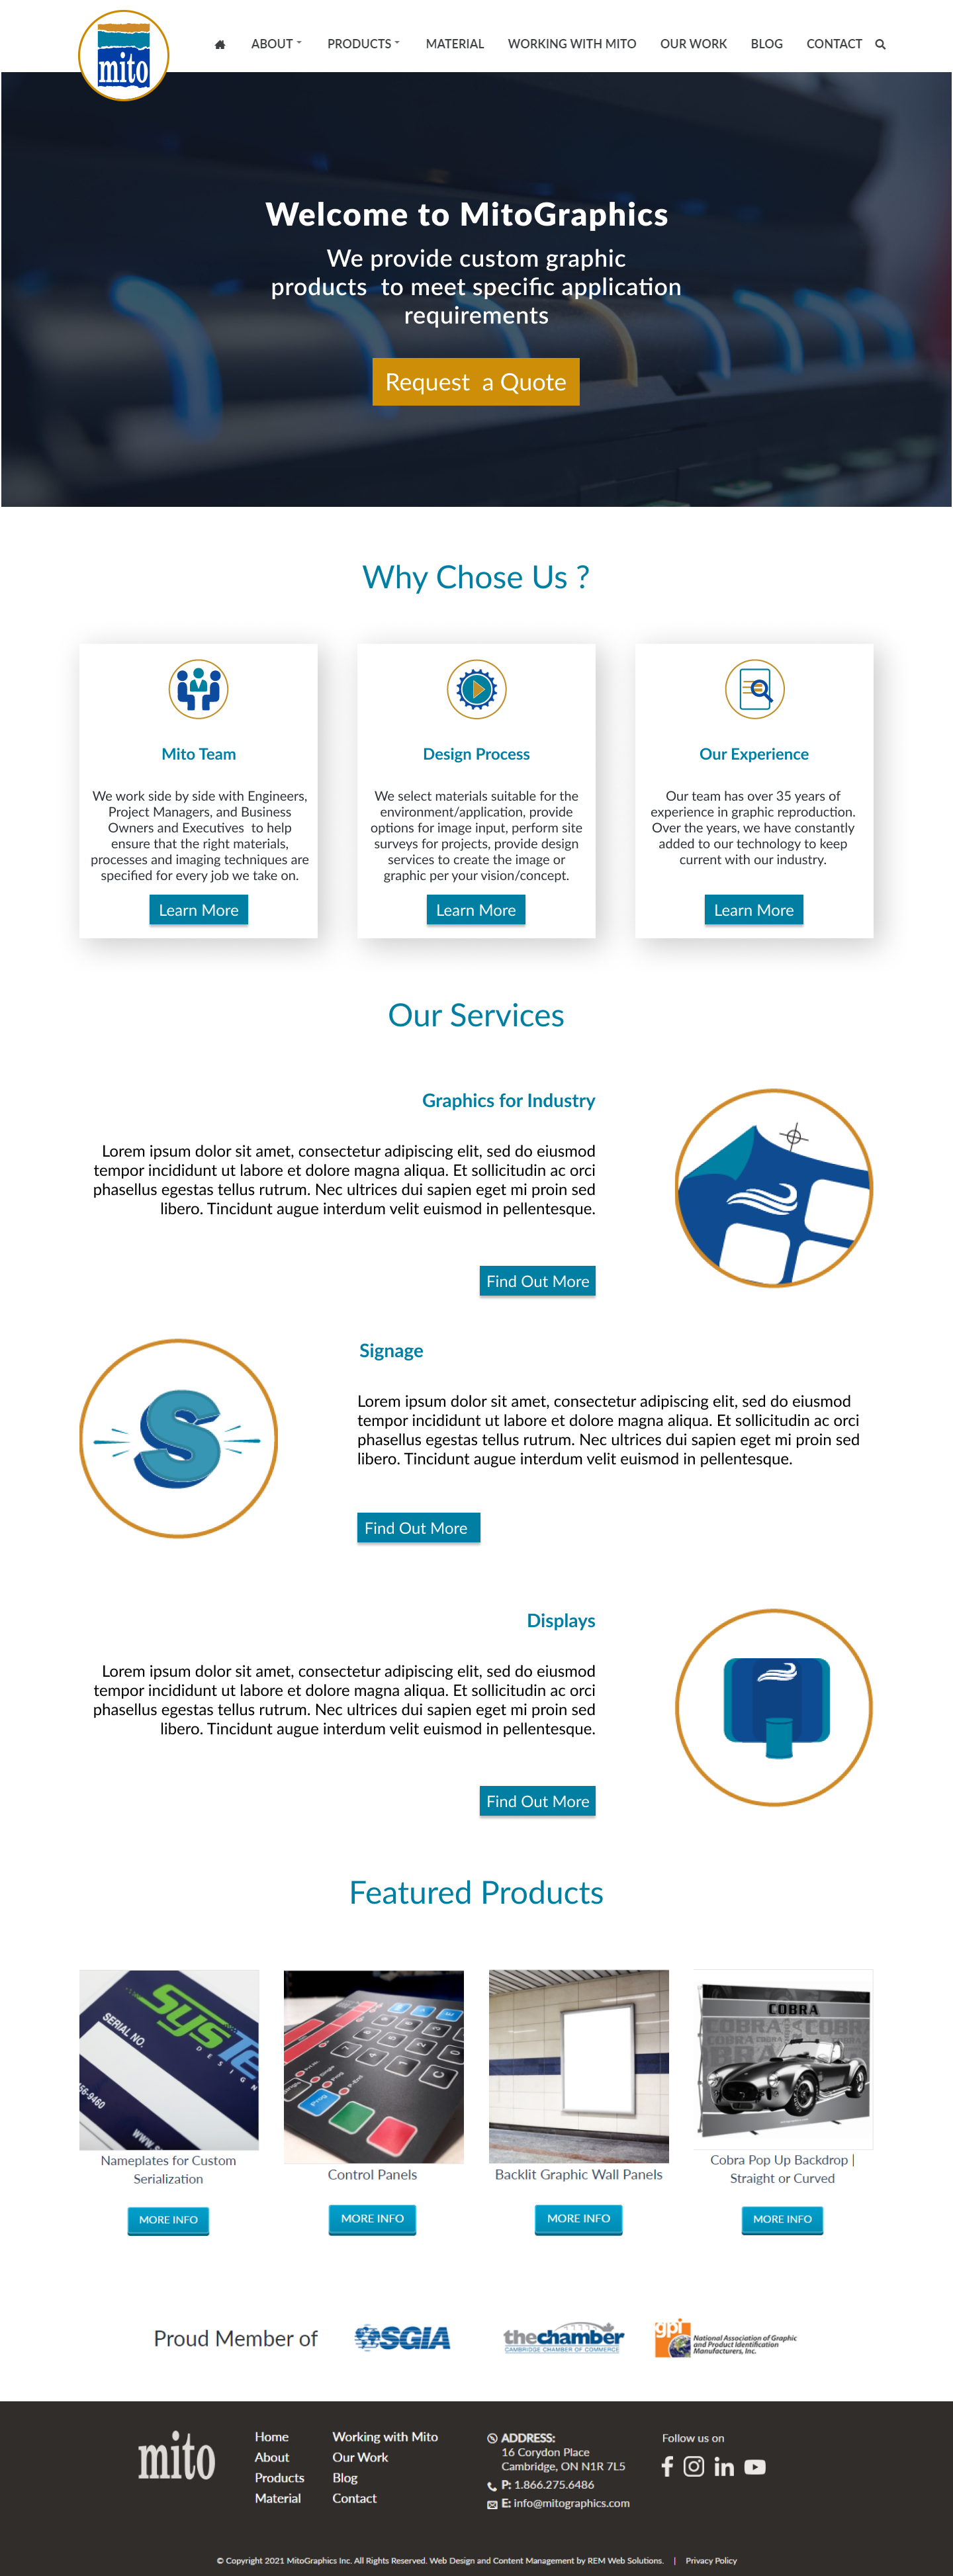 mito
ABOUT
PRODUCTS
MATERIAL
WORKING WITH MITO
OUR WORK
BLOG
CONTACT
Welcome to MitoGraphics
We provide custom graphic
products to meet specific application
requirements
Request a Quote
Why Chose Us ?
Mito Team
We work side by side with Engineers,
Project Managers, and Business
Owners and Executives to help
ensure that the right materials,
processes and imaging techniques are
specified for every job we take on.
Learn More
Design Process
We select materials suitable for the
environment/application, provide
options for image input, perform site
surveys for projects, provide design
services to create the image or
graphic per your vision/concept.
Learn More
Our Experience
Our team has over 35 years of
experience in graphic reproduction.
Over the years, we have constantly
added to our technology to keep
current with our industry.
Learn More
Our Services
Graphics for Industry
Lorem ipsum dolor sit amet, consectetur adipiscing elit, sed do eiusmod
tempor incididunt ut labore et dolore magna aliqua. Et sollicitudin ac orci
phasellus egestas tellus rutrum. Nec ultrices dui sapien eget mi proin sed
libero. Tincidunt augue interdum velit euismod in pellentesque.
Find Out More
S
Signage
Lorem ipsum dolor sit amet, consectetur adipiscing elit, sed do eiusmod
tempor incididunt ut labore et dolore magna aliqua. Et sollicitudin ac orci
phasellus egestas tellus rutrum. Nec ultrices dui sapien eget mi proin sed
libero. Tincidunt augue interdum velit euismod in pellentesque.
Find Out More
Displays
Lorem ipsum dolor sit amet, consectetur adipiscing elit, sed do eiusmod
tempor incididunt ut labore et dolore magna aliqua. Et sollicitudin ac orci
phasellus egestas tellus rutrum. Nec ultrices dui sapien eget mi proin sed
libero. Tincidunt augue interdum velit euismod in pellentesque.
Find Out More
Featured Products
SysTe
DESIGN
SERIAL NO.
COBRA
Nameplates for Custom
Serialization
MORE INFO
Control Panels
MORE INFO
Backlit Graphic Wall Panels
MORE INFO
Cobra Pop Up Backdrop |
Straight or Curved
MORE INFO
Proud Member of
SGIA
thechamber
CAMBRIDGE CHAMBER OF COMMERCE
gpi
National Association of Graphic
and Product Identification
Manufacturers, Inc.
mito
Home
About
Products
Material
Working with Mito
Our Work
Blog
Contact
ADDRESS:
16 Corydon Place
Cambridge, ON N1R 7L5
P: 1.866.275.6486
E: info@mitographics.com
Follow us on
© Copyright 2021 MitoGraphics Inc. All Rights Reserved. Web Design and Content Management by REM Web Solutions. | Privacy Policy